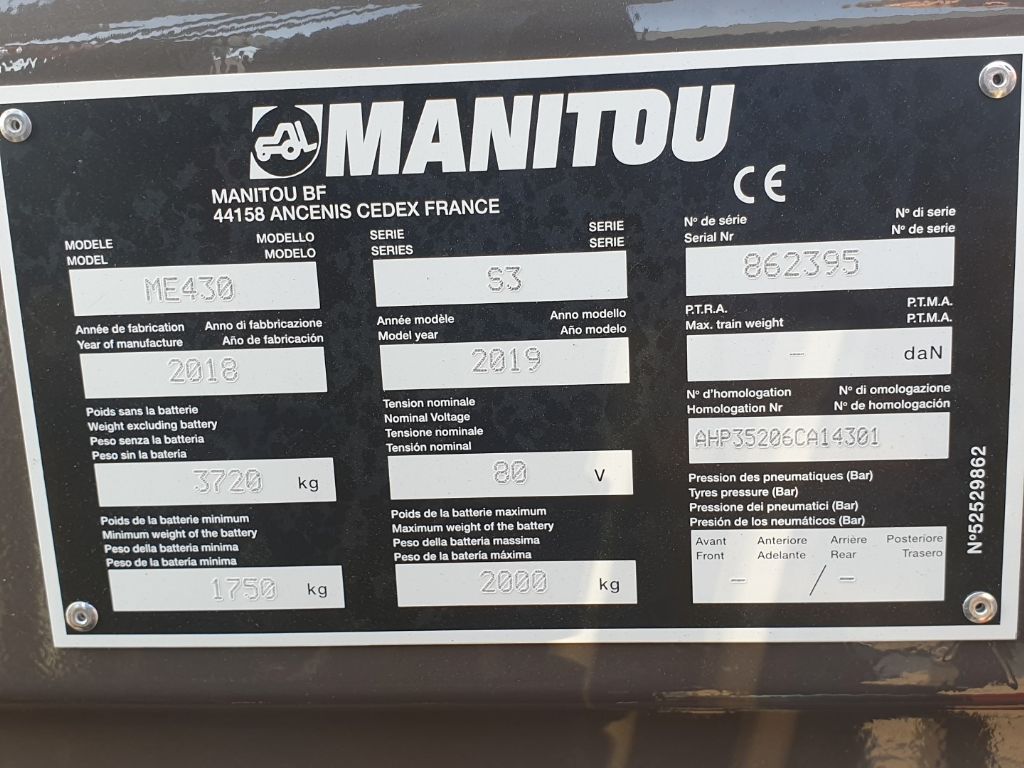 MANITOU
MANITOU BF
44158 ANCENIS CEDEX FRANCE
CE
MODELE MODELLO
MODEL MODELO
ME430
SERIE SERIE
SERIES SERIE
S3
Nº de série Nº di serie
Serial Nr Nº de serie
862395
Année de fabrication Anno di fabbricazione
Year of manufacture Año de fabricación
2018
Année modèle Anno modello
Model year Año modelo
2019
P.T.R.A. P.T.M.A.
Max. train weight P.T.M.A.
--- daN
Poids sans la batterie
Weight excluding battery
Peso senza la batteria
Peso sin la bateria
3720 kg
Tension nominale
Nominal Voltage
Tensione nominale
Tensión nominal
80 V
Nº d'homologation Nº di omologazione
Homologation Nr Nº de homologación
AHP35206CA14301
Poids de la batterie minimum
Minimum weight of the battery
Peso della batteria minima
Peso de la bateria minima
1750 kg
Poids de la batterie maximum
Maximum weight of the battery
Peso della batteria massima
Peso de la batería máxima
2000 kg
Pression des pneumatiques (Bar)
Tyres pressure (Bar)
Pressione dei pneumatici (Bar)
Presión de los neumáticos (Bar)
Avant Anteriore Arrière Posteriore
Front Adelante Rear Trasero
– / –
Nº52529862